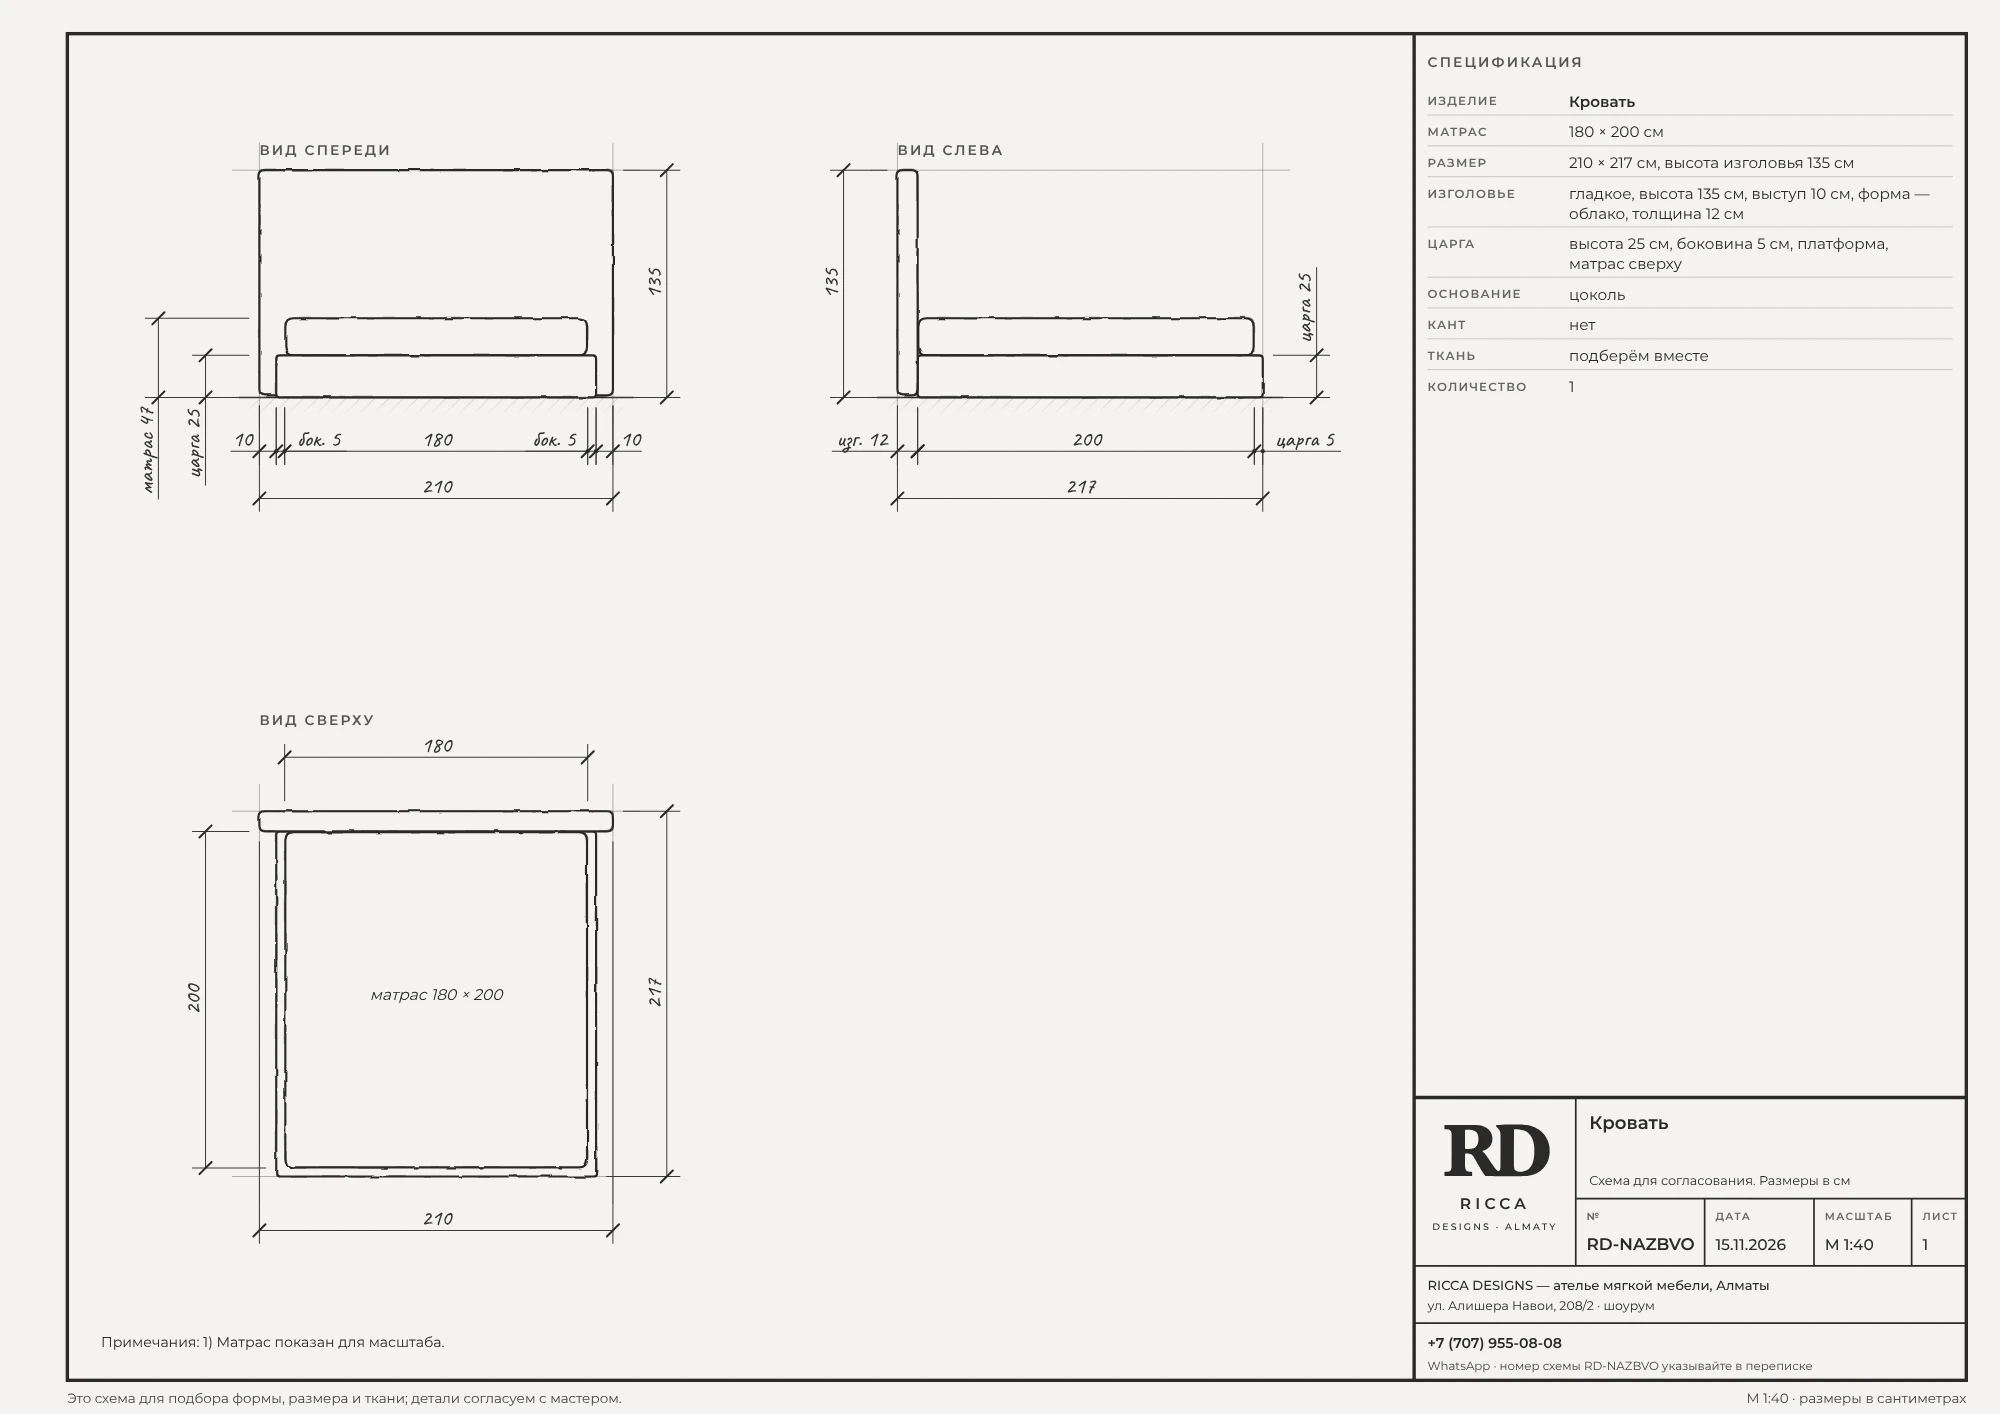 ВИД СПЕРЕДИ
135
матрас 47
царга 25
10
бок. 5
180
бок. 5
10
210
ВИД СЛЕВА
135
царга 25
изг. 12
200
царга 5
217
ВИД СВЕРХУ
180
200
матрас 180 × 200
217
210
Примечания: 1) Матрас показан для масштаба.
СПЕЦИФИКАЦИЯ
ИЗДЕЛИЕ Кровать
МАТРАС 180 × 200 см
РАЗМЕР 210 × 217 см, высота изголовья 135 см
ИЗГОЛОВЬЕ гладкое, высота 135 см, выступ 10 см, форма —
облако, толщина 12 см
ЦАРГА высота 25 см, боковина 5 см, платформа,
матрас сверху
ОСНОВАНИЕ цоколь
КАНТ нет
ТКАНЬ подберём вместе
КОЛИЧЕСТВО 1
RD
RICCA
DESIGNS · ALMATY
Кровать
Схема для согласования. Размеры в см
№ ДАТА МАСШТАБ ЛИСТ
RD-NAZBVO 15.11.2026 М 1:40 1
RICCA DESIGNS — ателье мягкой мебели, Алматы
ул. Алишера Навои, 208/2 · шоурум
+7 (707) 955-08-08
WhatsApp · номер схемы RD-NAZBVO указывайте в переписке
Это схема для подбора формы, размера и ткани; детали согласуем с мастером.
М 1:40 · размеры в сантиметрах